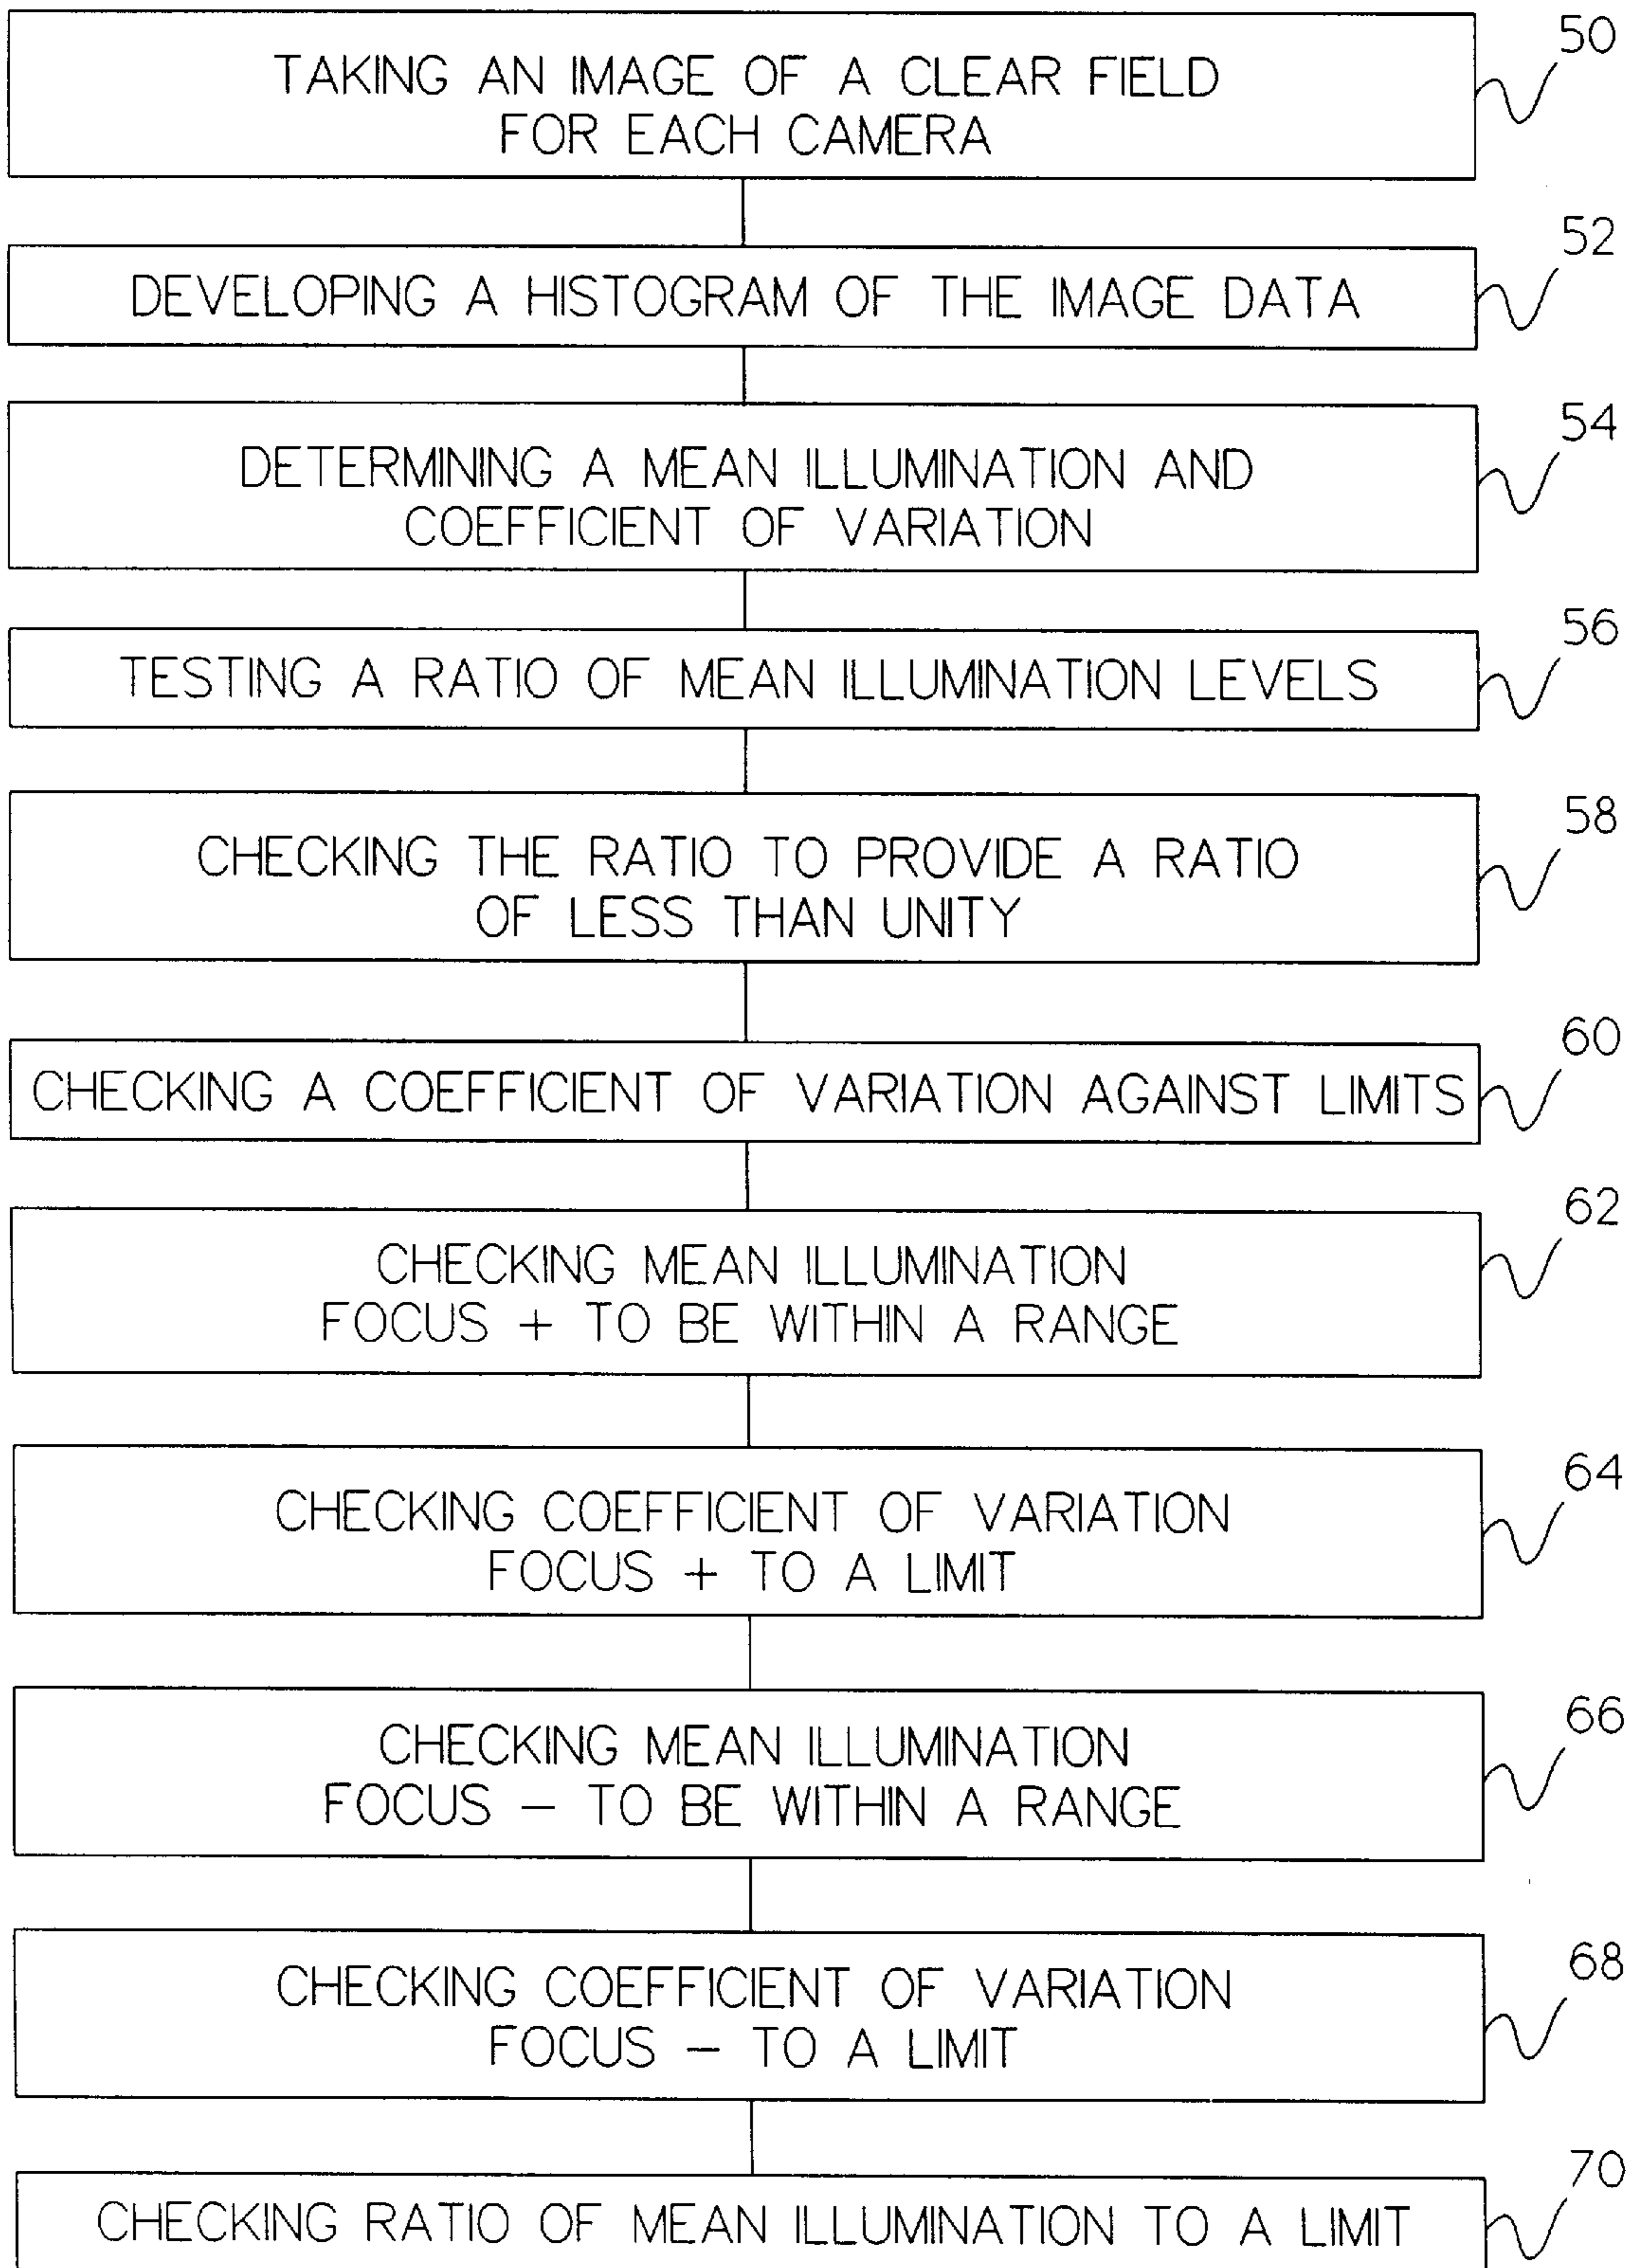 50
TAKING AN IMAGE OF A CLEAR FIELD
FOR EACH CAMERA
52
DEVELOPING A HISTOGRAM OF THE IMAGE DATA
54
DETERMINING A MEAN ILLUMINATION AND
COEFFICIENT OF VARIATION
56
TESTING A RATIO OF MEAN ILLUMINATION LEVELS
58
CHECKING THE RATIO TO PROVIDE A RATIO
OF LESS THAN UNITY
60
CHECKING A COEFFICIENT OF VARIATION AGAINST LIMITS
62
CHECKING MEAN ILLUMINATION
FOCUS + TO BE WITHIN A RANGE
64
CHECKING COEFFICIENT OF VARIATION
FOCUS + TO A LIMIT
66
CHECKING MEAN ILLUMINATION
FOCUS − TO BE WITHIN A RANGE
68
CHECKING COEFFICIENT OF VARIATION
FOCUS − TO A LIMIT
70
CHECKING RATIO OF MEAN ILLUMINATION TO A LIMIT